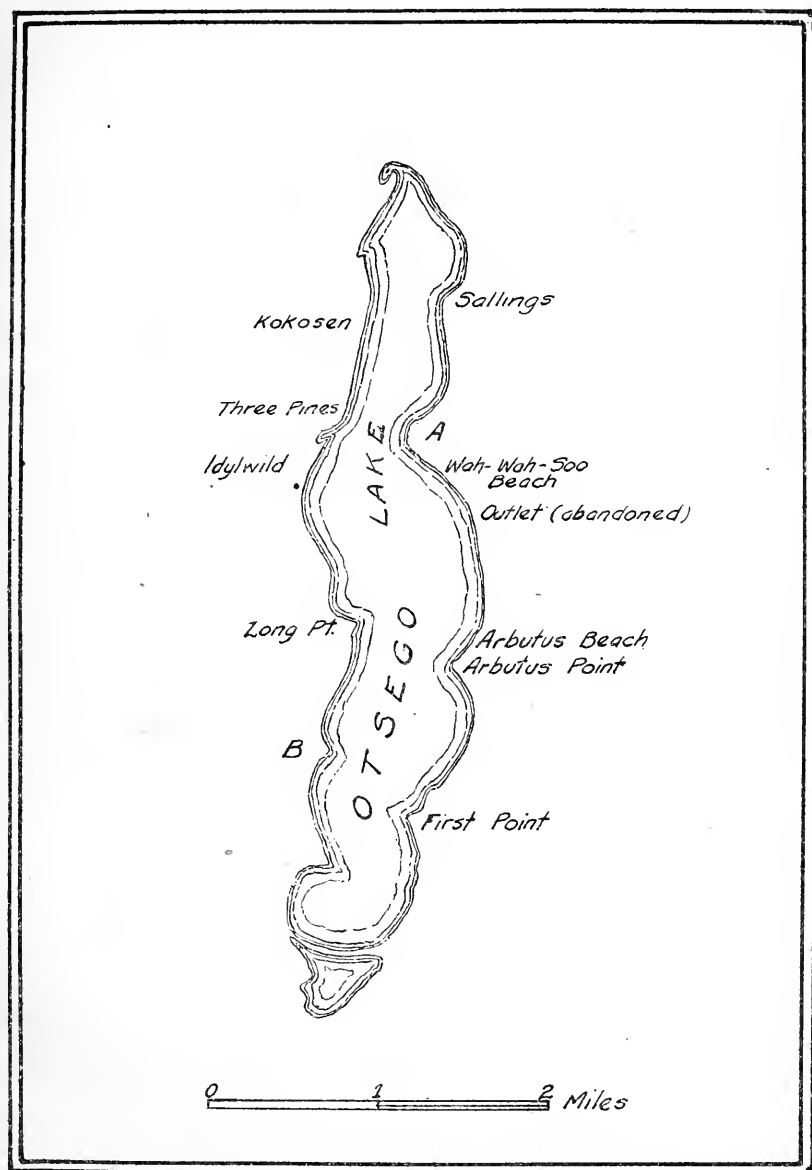 Sallings
Kokosen
Three Pines
A
Idylwild
Wah-Wah-Soo
Beach
Outlet (abandoned)
LAKE
Long Pt.
Arbutus Beach
Arbutus Point
OTSEGO
B
First Point
0 1 2 Miles